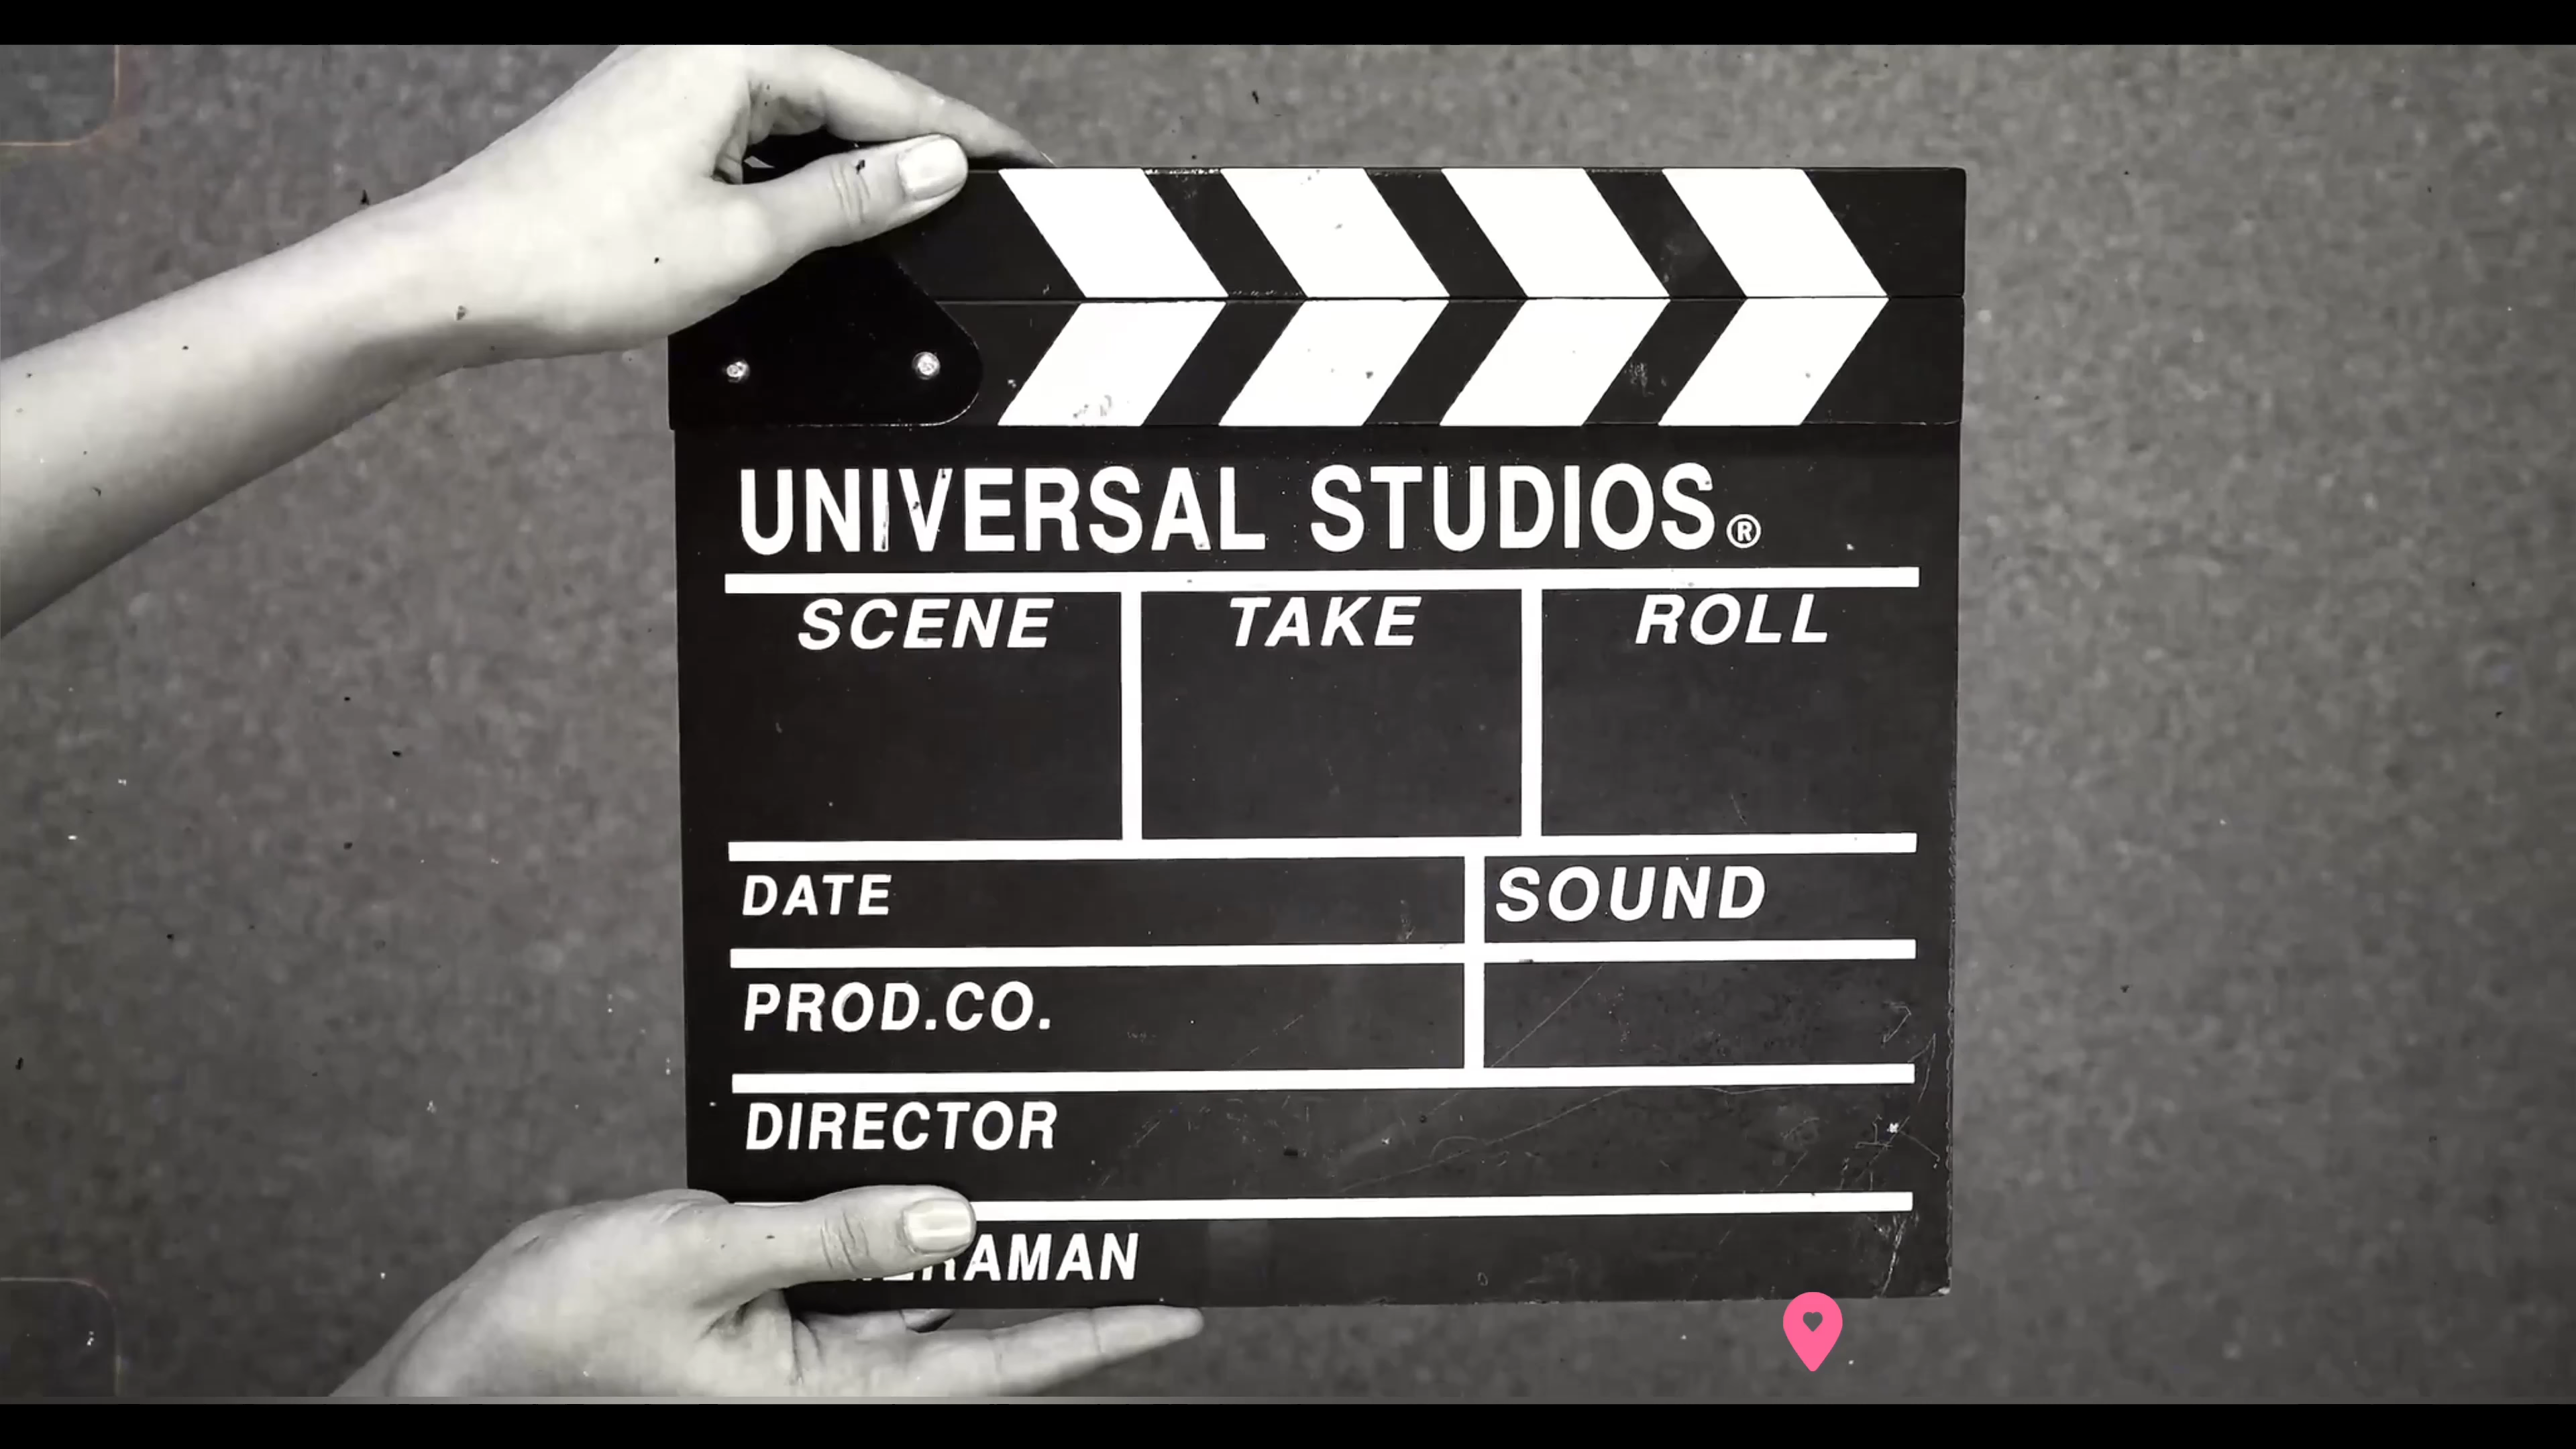 UNIVERSAL STUDIOS®
SCENE TAKE ROLL
DATE SOUND
PROD.CO.
DIRECTOR